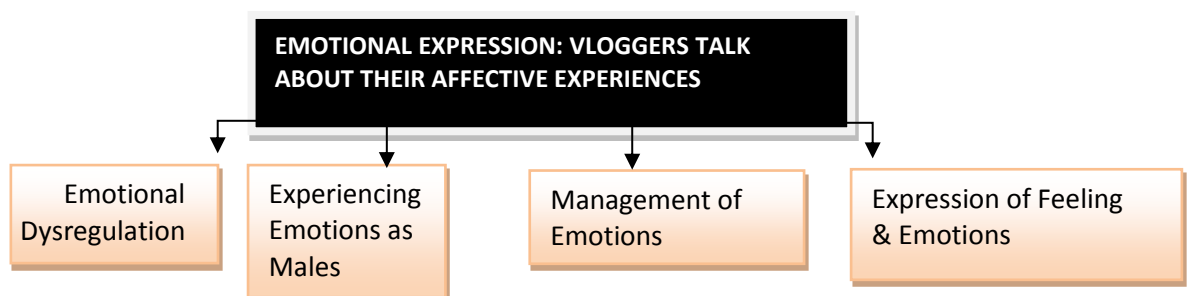 EMOTIONAL EXPRESSION: VLOGGERS TALK
ABOUT THEIR AFFECTIVE EXPERIENCES
Emotional
Dysregulation
Experiencing
Emotions as
Males
Management of
Emotions
Expression of Feeling
& Emotions